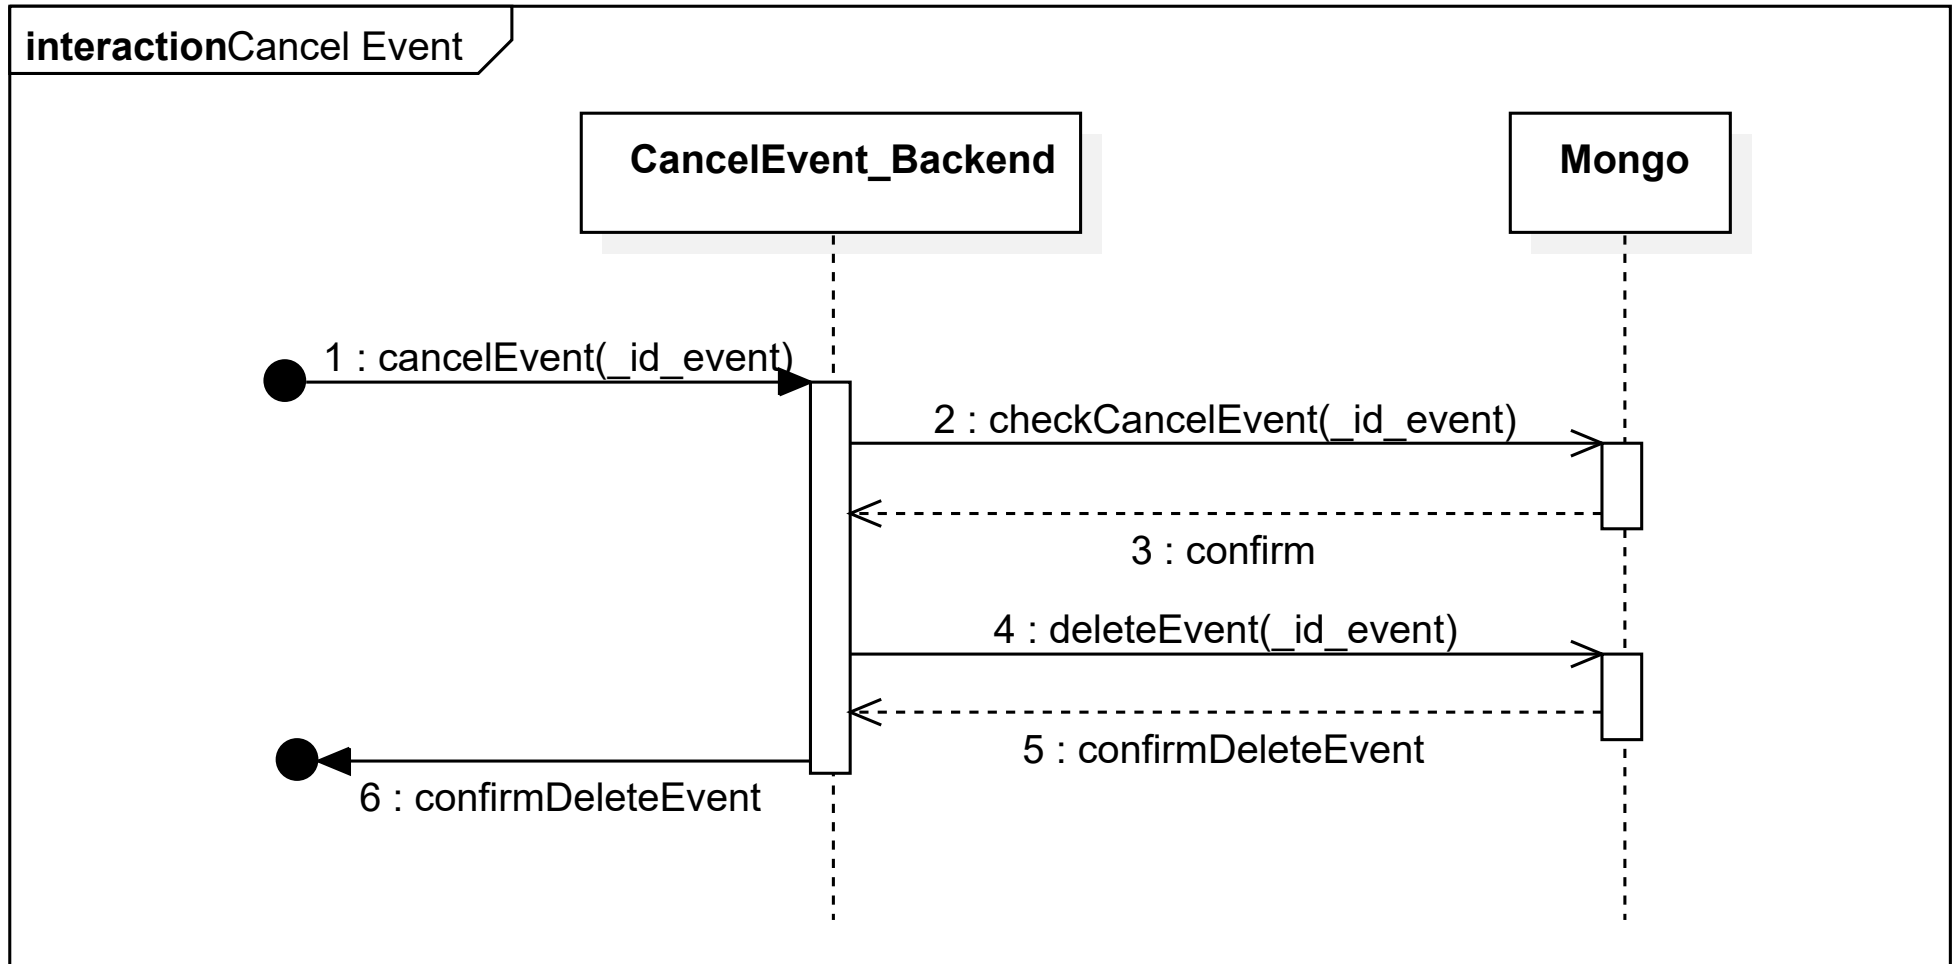 interactionCancel Event
CancelEvent_Backend
Mongo
1 : cancelEvent(_id_event)
2 : checkCancelEvent(_id_event)
3 : confirm
4 : deleteEvent(_id_event)
5 : confirmDeleteEvent
6 : confirmDeleteEvent